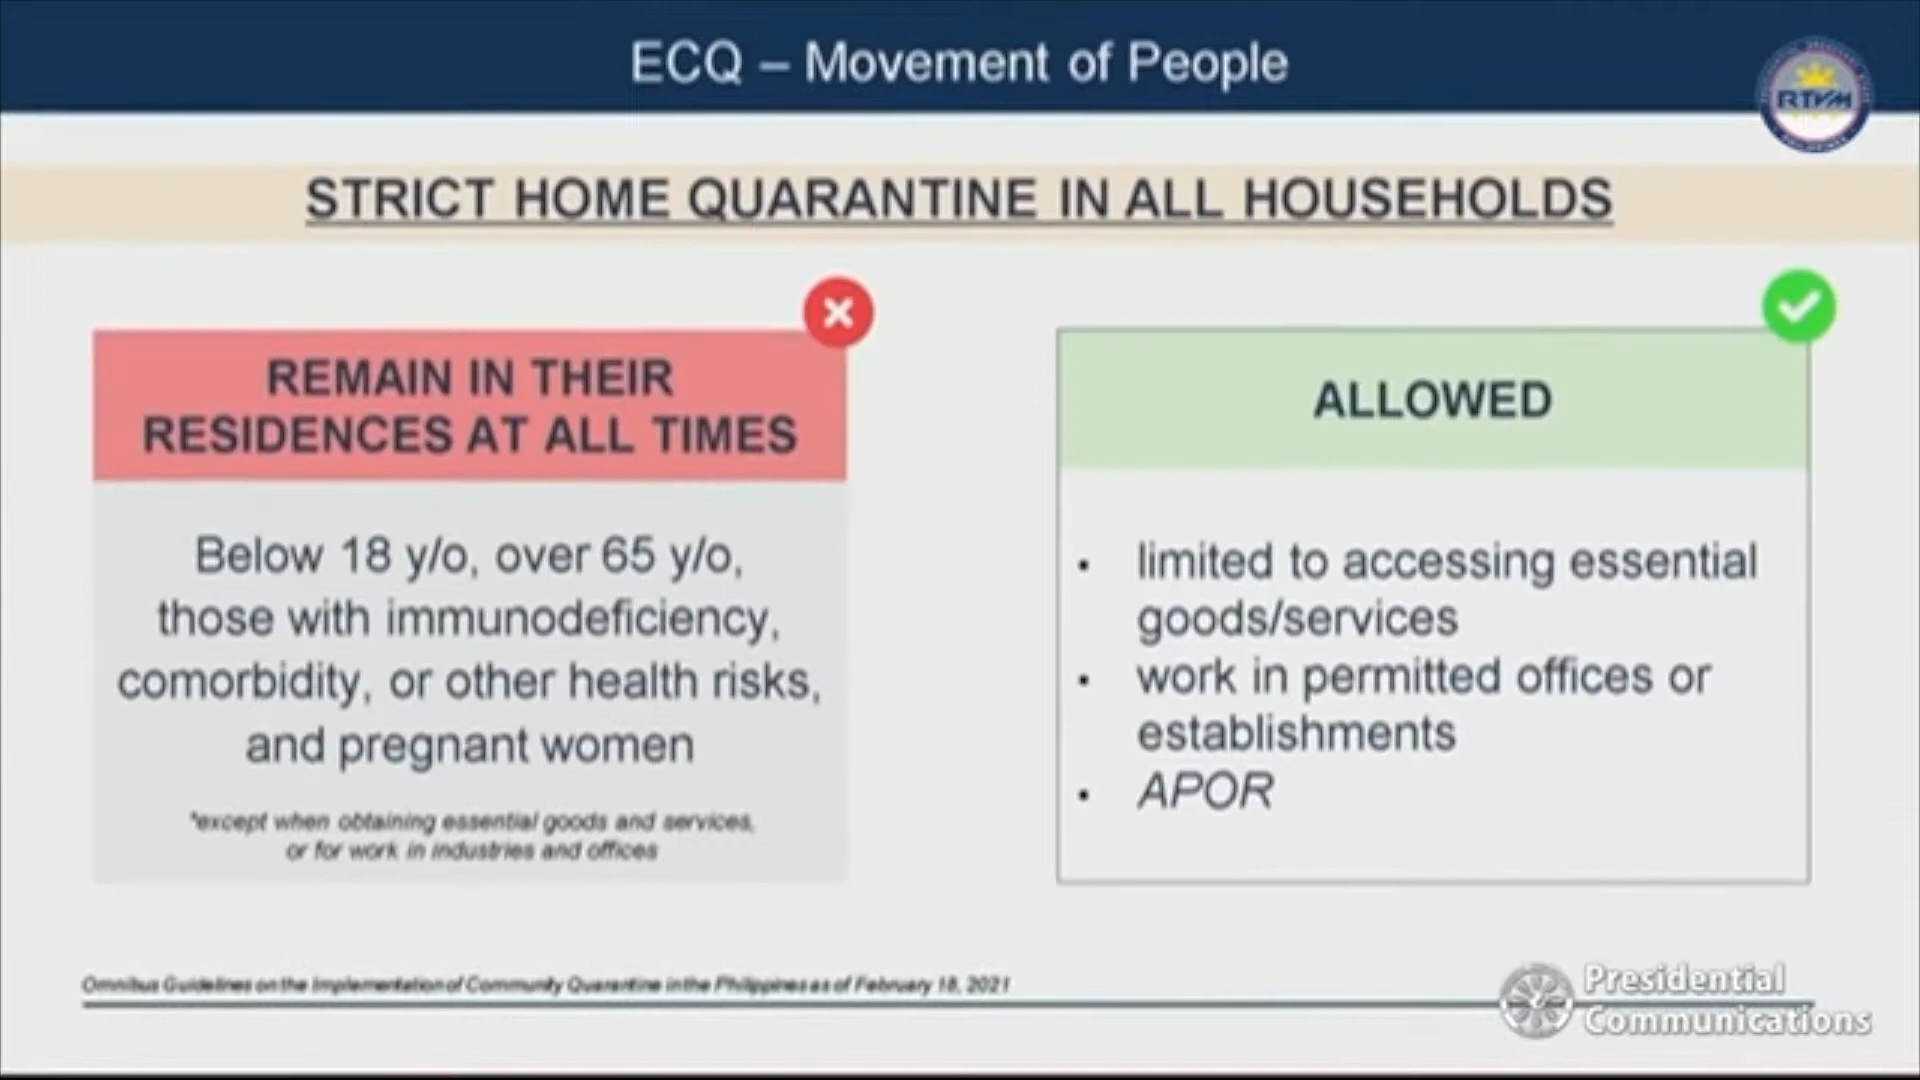 ECQ – Movement of People
RTVM
STRICT HOME QUARANTINE IN ALL HOUSEHOLDS
REMAIN IN THEIR
RESIDENCES AT ALL TIMES
Below 18 y/o, over 65 y/o,
those with immunodeficiency,
comorbidity, or other health risks,
and pregnant women
*except when obtaining essential goods and services,
or for work in industries and offices
ALLOWED
• limited to accessing essential
goods/services
• work in permitted offices or
establishments
• APOR
Omnibus Guidelines on the Implementation of Community Quarantine in the Philippines as of February 18, 2021
Presidential
Communications